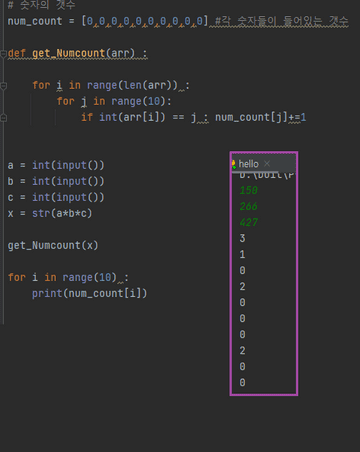 # 숫자의 갯수
num_count = [0,0,0,0,0,0,0,0,0,0] #각 숫자들이 들어있는 갯수
def get_Numcount(arr) :
for i in range(len(arr)) :
for j in range(10):
if int(arr[i]) == j : num_count[j]+=1
a = int(input())
b = int(input())
c = int(input())
x = str(a*b*c)
get_Numcount(x)
for i in range(10) :
print(num_count[i])
hello ×
150
266
427
3
1
0
2
0
0
0
2
0
0